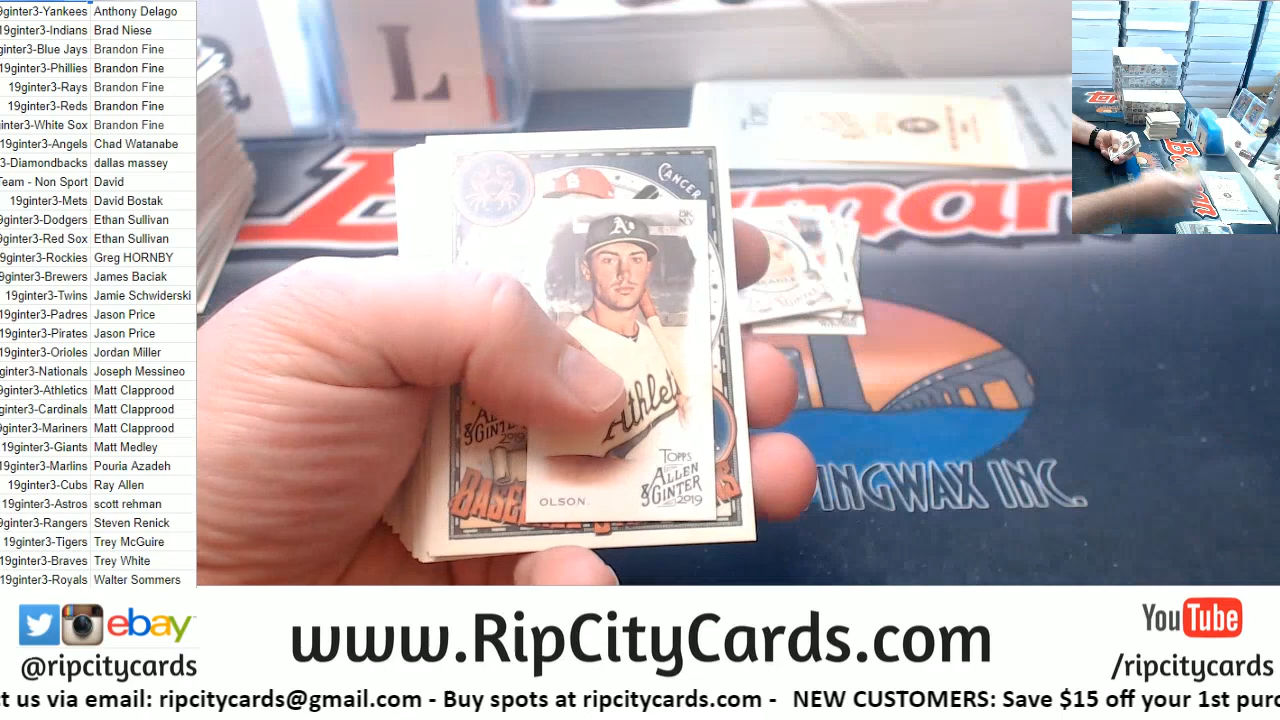 9ginter3-Yankees Anthony Delago
19ginter3-Indians Brad Niese
ginter3-Blue Jays Brandon Fine
19ginter3-Phillies Brandon Fine
19ginter3-Rays Brandon Fine
19ginter3-Reds Brandon Fine
ginter3-White Sox Brandon Fine
19ginter3-Angels Chad Watanabe
3-Diamondbacks dallas massey
Team - Non Sport David
19ginter3-Mets David Bostak
9ginter3-Dodgers Ethan Sullivan
9ginter3-Red Sox Ethan Sullivan
9ginter3-Rockies Greg HORNBY
9ginter3-Brewers James Baciak
19ginter3-Twins Jamie Schwiderski
19ginter3-Padres Jason Price
19ginter3-Pirates Jason Price
19ginter3-Orioles Jordan Miller
ginter3-Nationals Joseph Messineo
ginter3-Athletics Matt Clapprood
ginter3-Cardinals Matt Clapprood
ginter3-Mariners Matt Clapprood
19ginter3-Giants Matt Medley
19ginter3-Marlins Pouria Azadeh
19ginter3-Cubs Ray Allen
19ginter3-Astros scott rehman
9ginter3-Rangers Steven Renick
19ginter3-Tigers Trey McGuire
19ginter3-Braves Trey White
19ginter3-Royals Walter Sommers
L
CANCER
A's
Athlet
TOPPS
ALLEN
& GINTER
2019
OLSON
PINGWAX INC.
ebay
@ripcitycards
www.RipCityCards.com
YouTube
/ripcitycards
ct us via email: ripcitycards@gmail.com - Buy spots at ripcitycards.com - NEW CUSTOMERS: Save $15 off your 1st purc